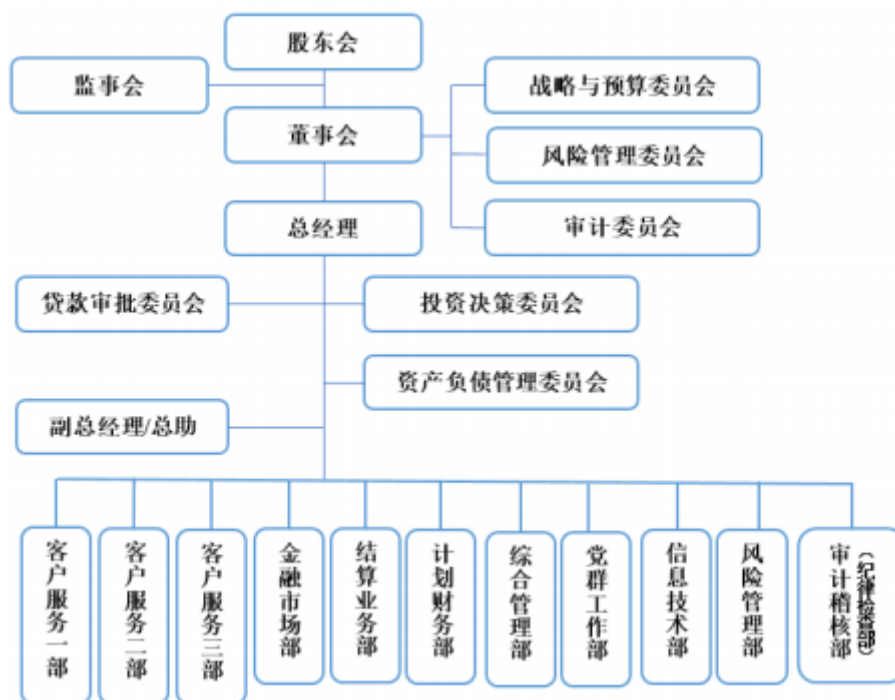 股东会
监事会
战略与预算委员会
董事会
风险管理委员会
总经理
审计委员会
贷款审批委员会
投资决策委员会
资产负债管理委员会
副总经理/总助
客户服务一部
客户服务二部
客户服务三部
金融市场部
结算业务部
计划财务部
综合管理部
党群工作部
信息技术部
风险管理部
审计稽核部
（纪律检查部）